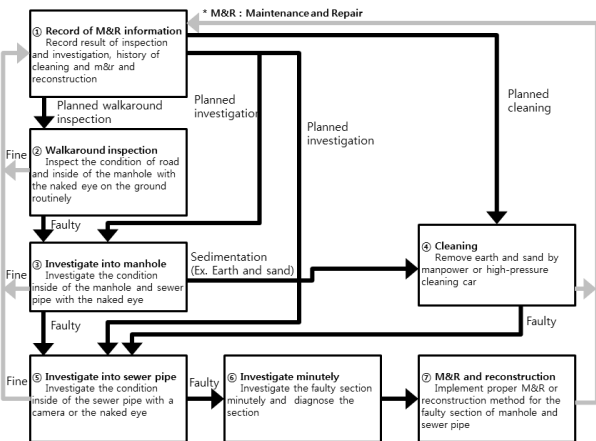 * M&R : Maintenance and Repair
① Record of M&R information
Record result of inspection
and investigation, history of
cleaning and m&r and
reconstruction
Planned walkaround
inspection
Planned
investigation
Planned
investigation
Planned
cleaning
Fine
② Walkaround inspection
Inspect the condition of road
and inside of the manhole with
the naked eye on the ground
routinely
Faulty
Fine
③ Investigate into manhole
Investigate the condition
inside of the manhole and sewer
pipe with the naked eye
Sedimentation
(Ex. Earth and sand)
④ Cleaning
Remove earth and sand by
manpower or high-pressure
cleaning car
Faulty
Faulty
Fine
⑤ Investigate into sewer pipe
Investigate the condition
inside of the sewer pipe with a
camera or the naked eye
Faulty
⑥ Investigate minutely
Investigate the faulty section
minutely and diagnose the
section
⑦ M&R and reconstruction
Implement proper M&R or
reconstruction method for the
faulty section of manhole and
sewer pipe